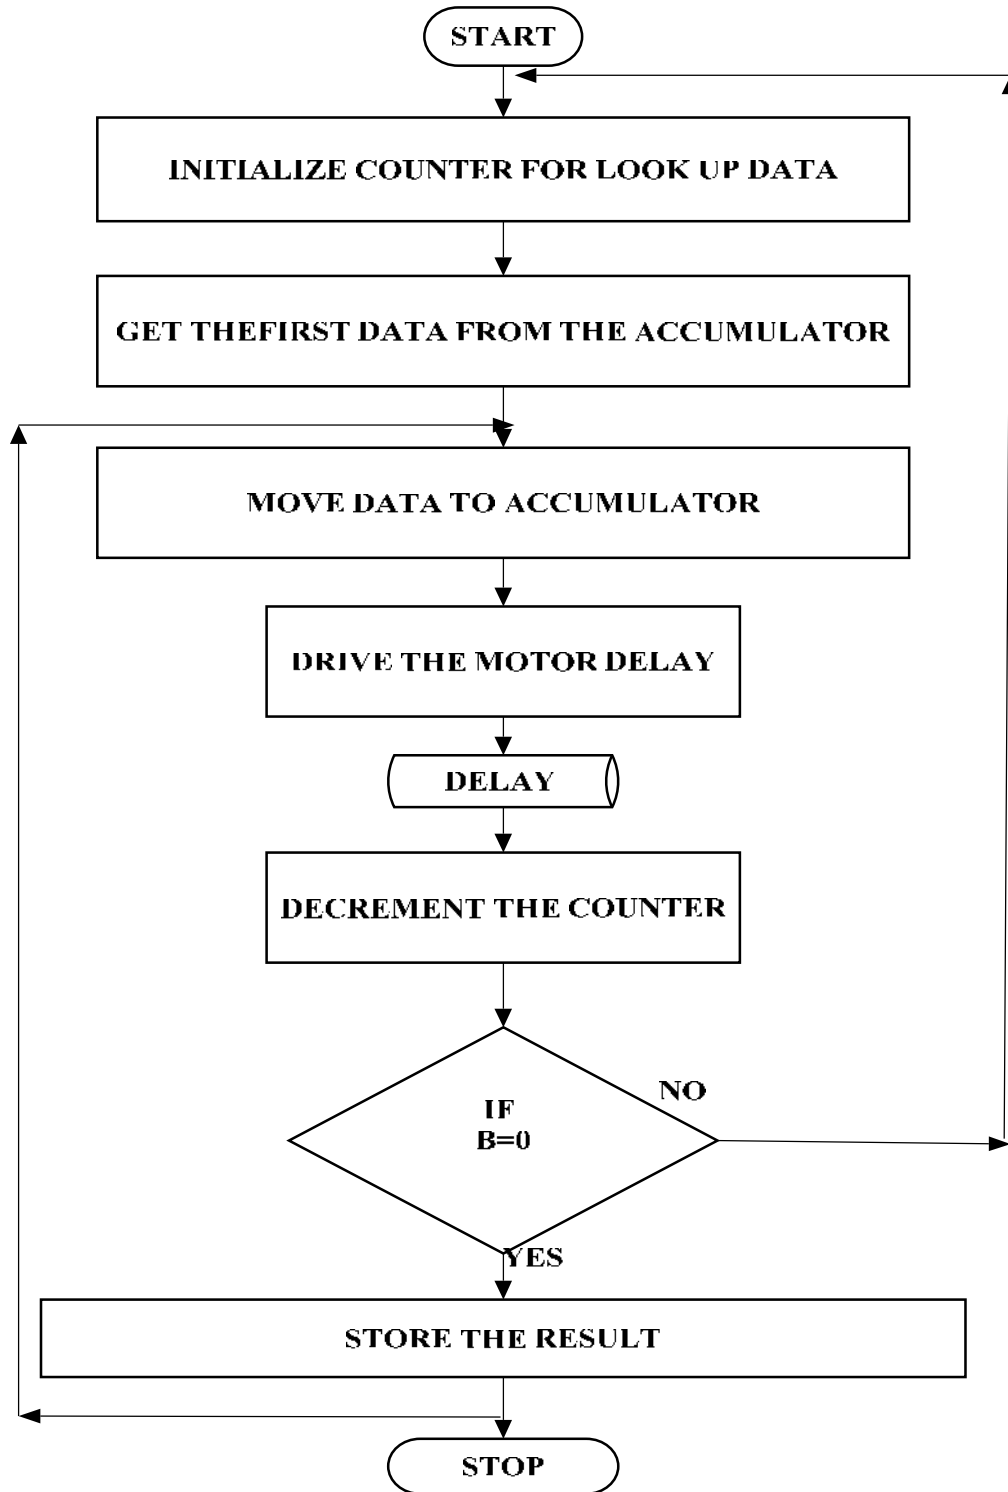 START
INITIALIZE COUNTER FOR LOOK UP DATA
GET THEFIRST DATA FROM THE ACCUMULATOR
MOVE DATA TO ACCUMULATOR
DRIVE THE MOTOR DELAY
DELAY
DECREMENT THE COUNTER
NO
IF
B=0
YES
STORE THE RESULT
STOP